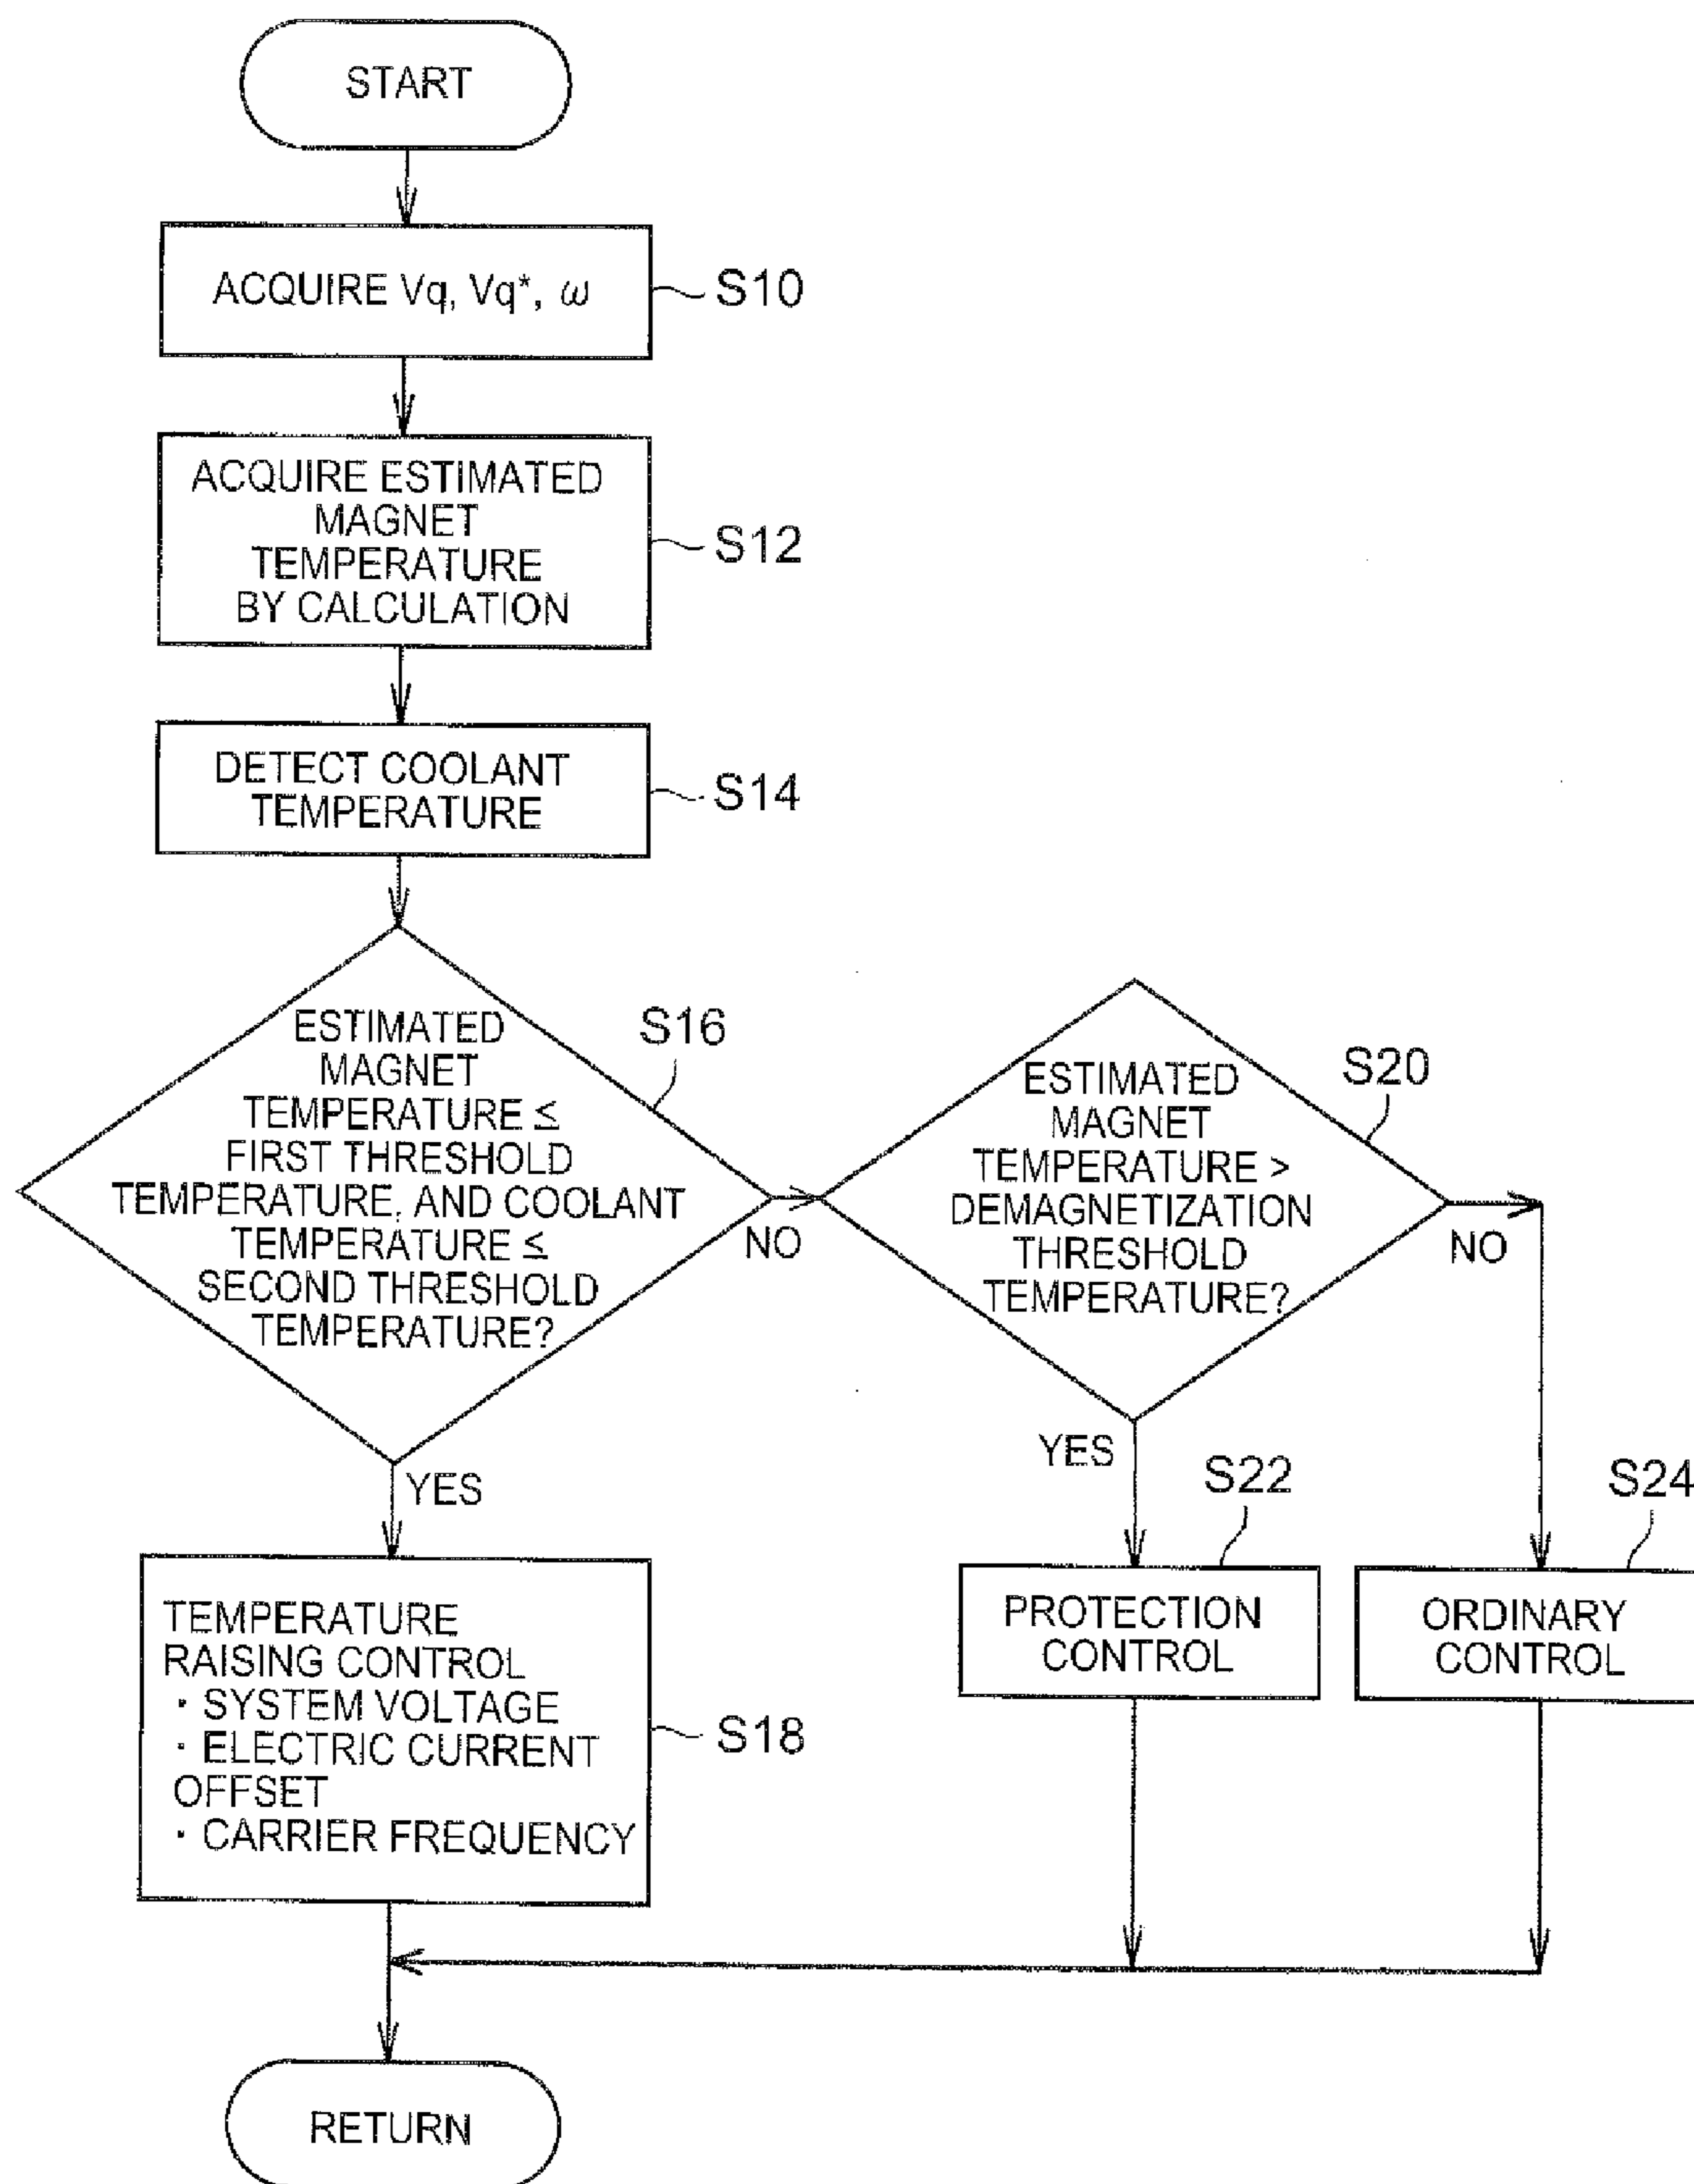 START
ACQUIRE Vq, Vq*, ω
S10
ACQUIRE ESTIMATED
MAGNET
TEMPERATURE
BY CALCULATION
S12
DETECT COOLANT
TEMPERATURE
S14
ESTIMATED
MAGNET
TEMPERATURE ≤
FIRST THRESHOLD
TEMPERATURE, AND COOLANT
TEMPERATURE ≤
SECOND THRESHOLD
TEMPERATURE?
S16
NO
YES
ESTIMATED
MAGNET
TEMPERATURE >
DEMAGNETIZATION
THRESHOLD
TEMPERATURE?
S20
NO
YES
TEMPERATURE
RAISING CONTROL
・SYSTEM VOLTAGE
・ELECTRIC CURRENT
OFFSET
・CARRIER FREQUENCY
S18
PROTECTION
CONTROL
S22
ORDINARY
CONTROL
S24
RETURN